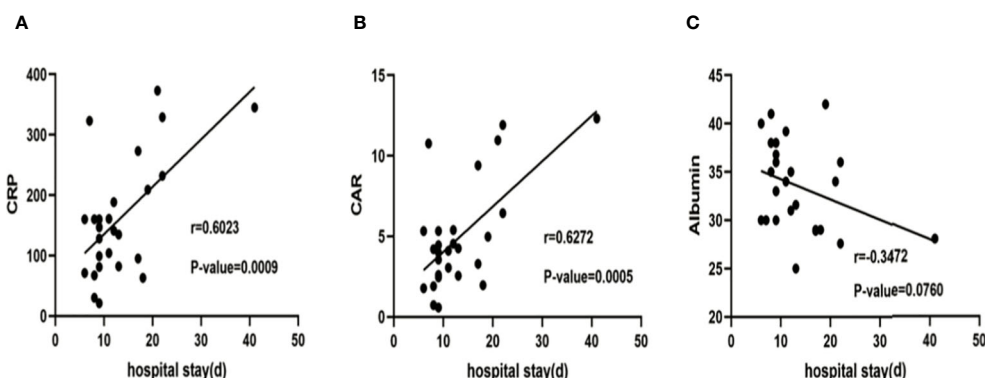 A
B
C
CRP
400
300
200
100
0
r=0.6023
P-value=0.0009
0
10
20
30
40
50
hospital stay(d)
CAR
15
10
5
0
r=0.6272
P-value=0.0005
0
10
20
30
40
50
hospital stay(d)
Albumin
45
40
35
30
25
20
r=-0.3472
P-value=0.0760
0
10
20
30
40
50
hospital stay(d)